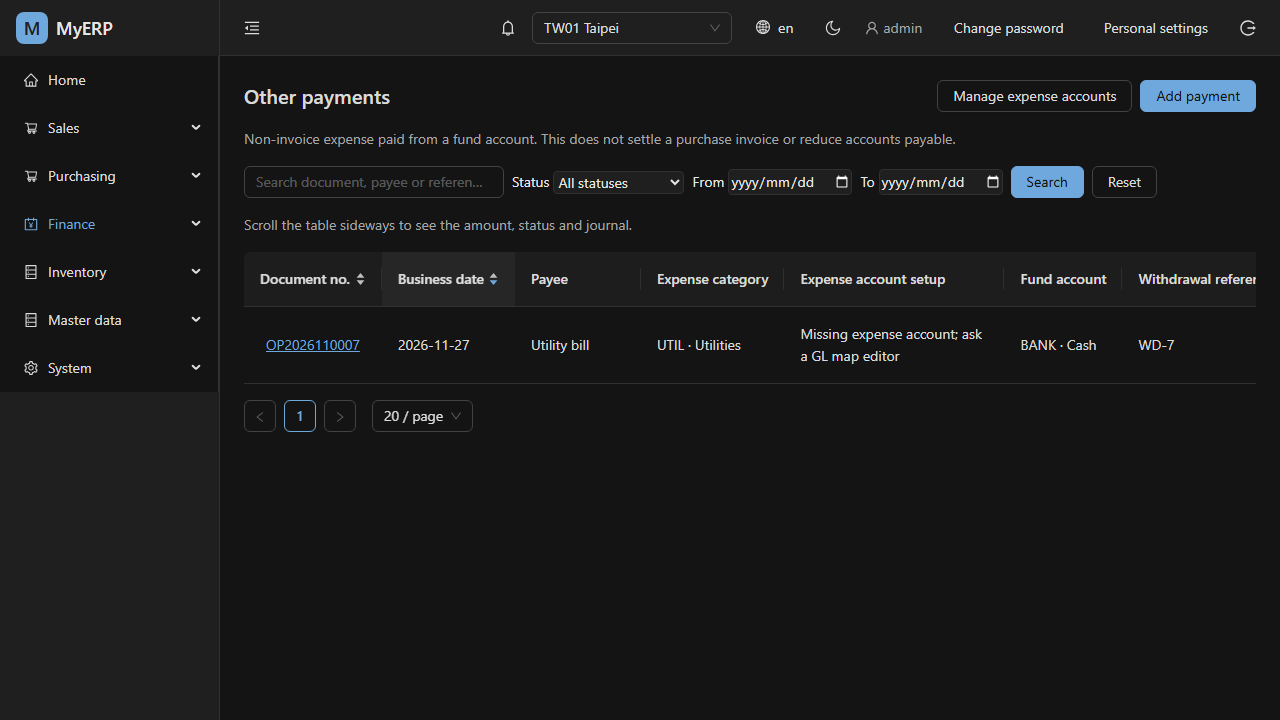 M MyERP
TW01 Taipei
en
admin
Change password
Personal settings
Home
Sales
Purchasing
Finance
Inventory
Master data
System
Other payments
Manage expense accounts
Add payment
Non-invoice expense paid from a fund account. This does not settle a purchase invoice or reduce accounts payable.
Search document, payee or referen...
Status All statuses
From yyyy/mm/dd
To yyyy/mm/dd
Search
Reset
Scroll the table sideways to see the amount, status and journal.
Document no. Business date Payee Expense category Expense account setup Fund account Withdrawal referen
OP2026110007 2026-11-27 Utility bill UTIL · Utilities Missing expense account; ask
a GL map editor BANK · Cash WD-7
< 1 > 20 / page